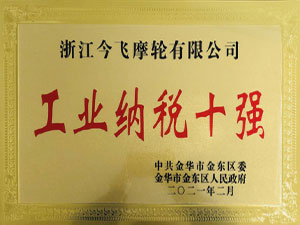 浙江今飞摩轮有限公司
工业纳税十强
中共金华市金东区委
金华市金东区人民政府
二〇二一年二月